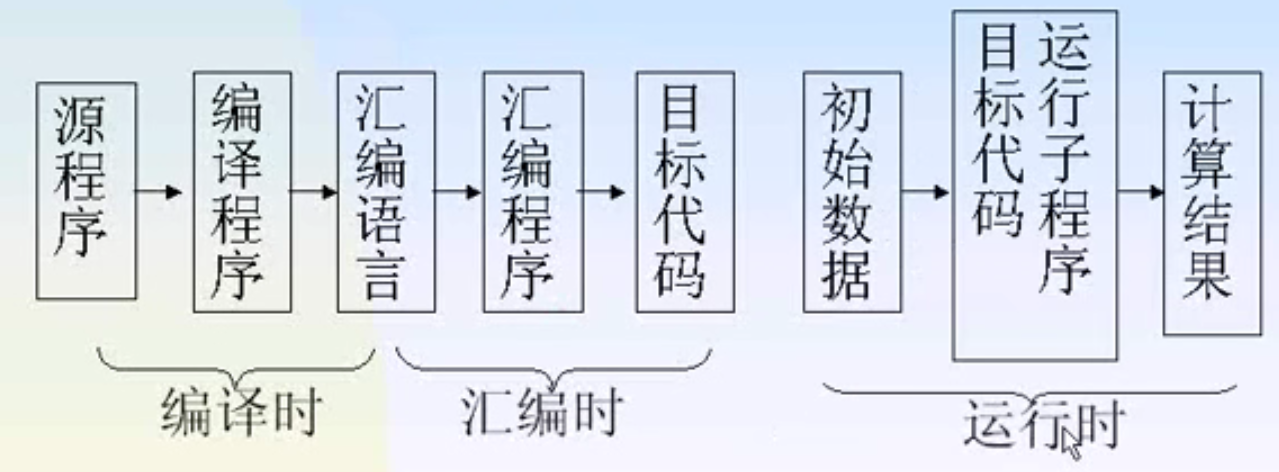 源程序
编译程序
汇编语言
汇编程序
目标代码
初始数据
目标代码
运行子程序
计算结果
编译时
汇编时
运行时